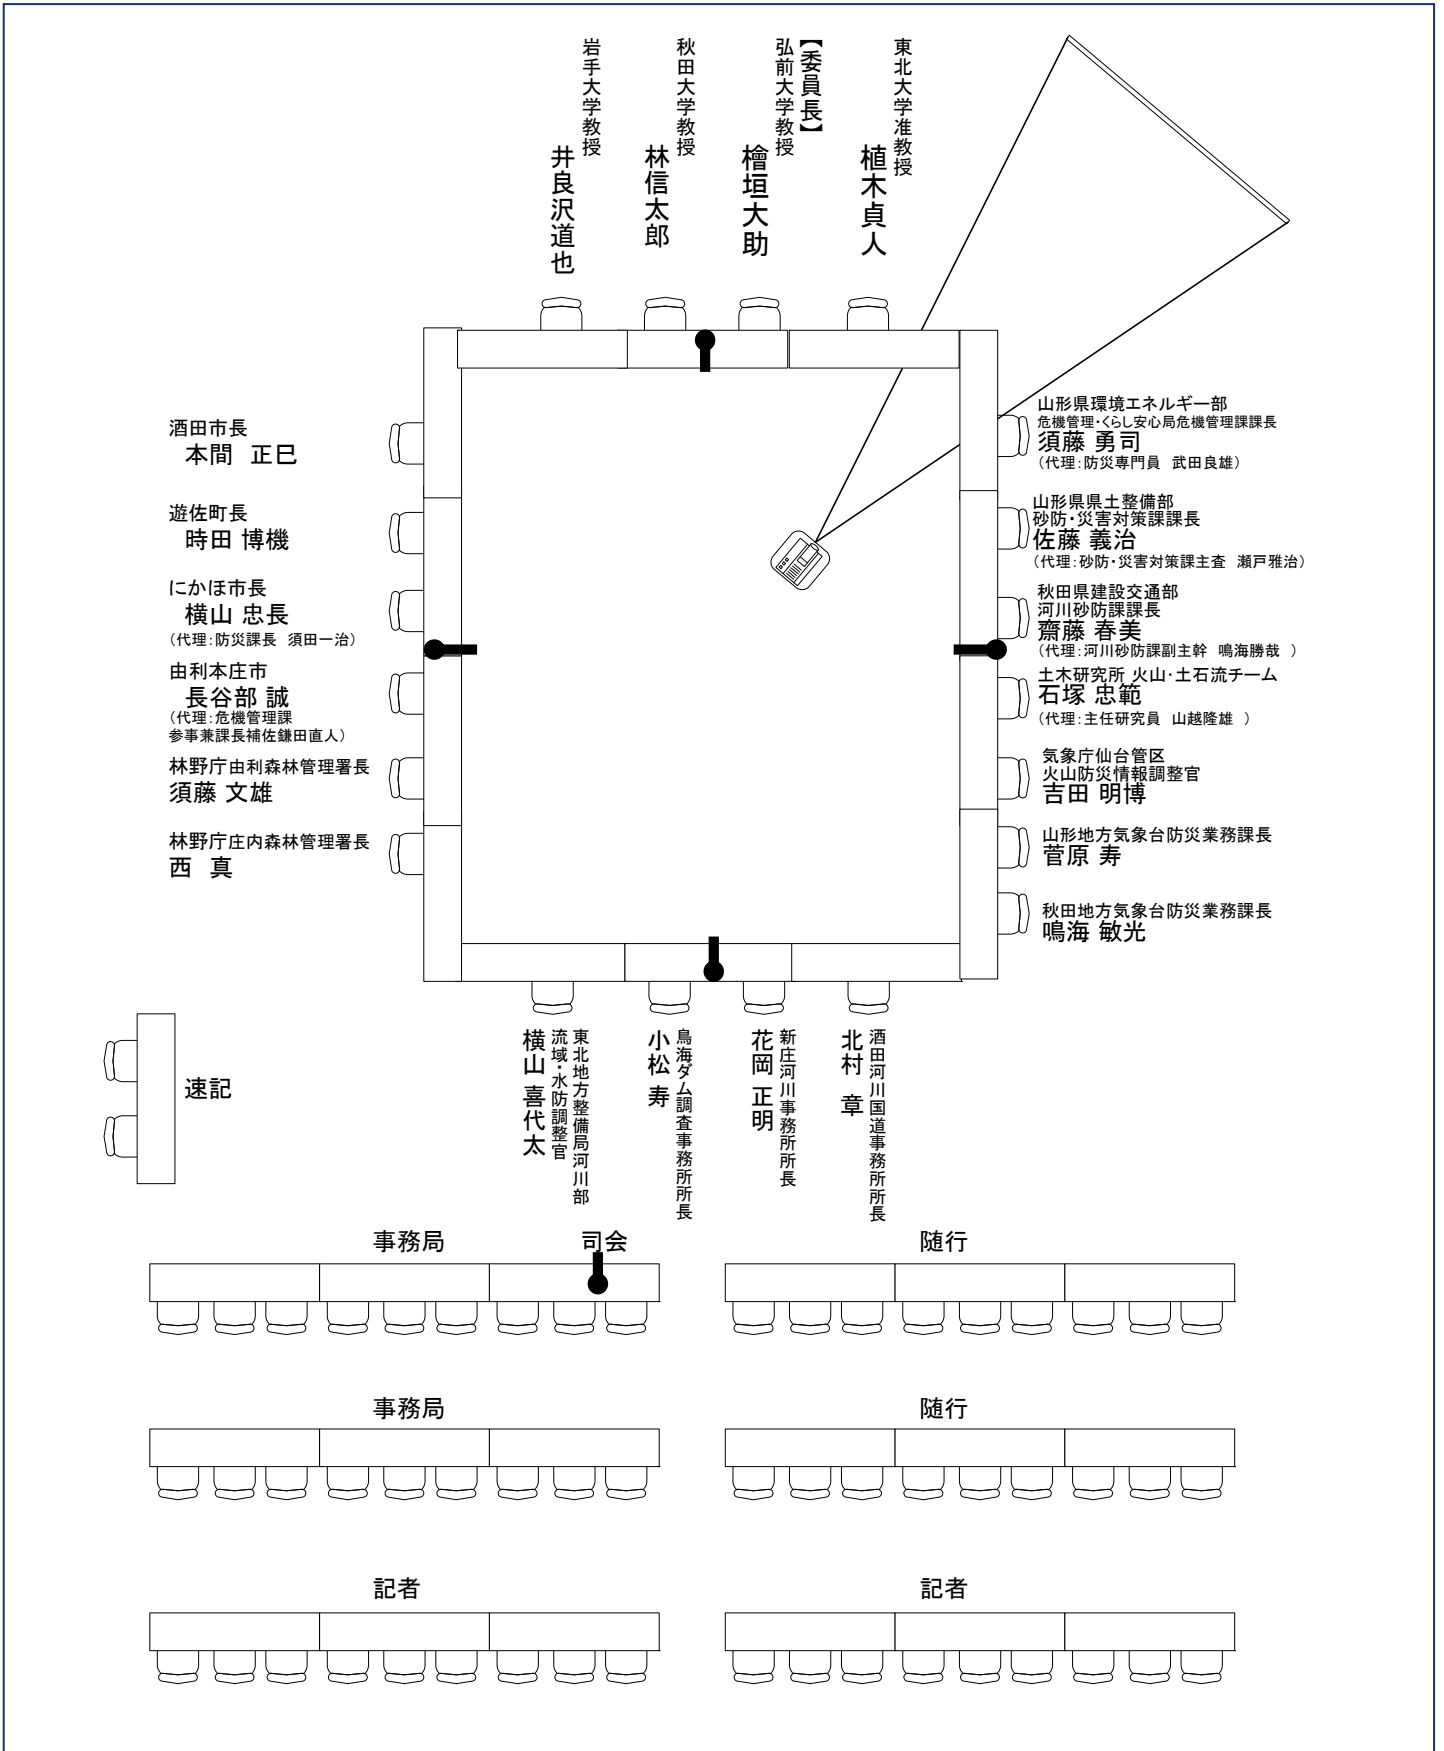 岩手大学教授
井良沢道也
秋田大学教授
林信太郎
【委員長】
弘前大学教授
檜垣大助
東北大学准教授
植木貞人
酒田市長
本間 正巳
遊佐町長
時田 博機
にかほ市長
横山 忠長
（代理：防災課長 須田一治）
由利本庄市
長谷部 誠
（代理：危機管理課
参事兼課長補佐鎌田直人）
林野庁由利森林管理署長
須藤 文雄
林野庁庄内森林管理署長
西 真
山形県環境エネルギー部
危機管理・くらし安心局危機管理課課長
須藤 勇司
（代理：防災専門員 武田良雄）
山形県県土整備部
砂防・災害対策課課長
佐藤 義治
（代理：砂防・災害対策課主査 瀬戸雅治）
秋田県建設交通部
河川砂防課課長
齋藤 春美
（代理：河川砂防課副主幹 鳴海勝哉 ）
土木研究所 火山・土石流チーム
石塚 忠範
（代理：主任研究員 山越隆雄 ）
気象庁仙台管区
火山防災情報調整官
吉田 明博
山形地方気象台防災業務課長
菅原 寿
秋田地方気象台防災業務課長
鳴海 敏光
東北地方整備局河川部
流域・水防調整官
横山 喜代太
鳥海ダム調査事務所所長
小松 寿
新庄河川事務所所長
花岡 正明
酒田河川国道事務所所長
北村 章
速記
事務局
司会
随行
事務局
随行
記者
記者